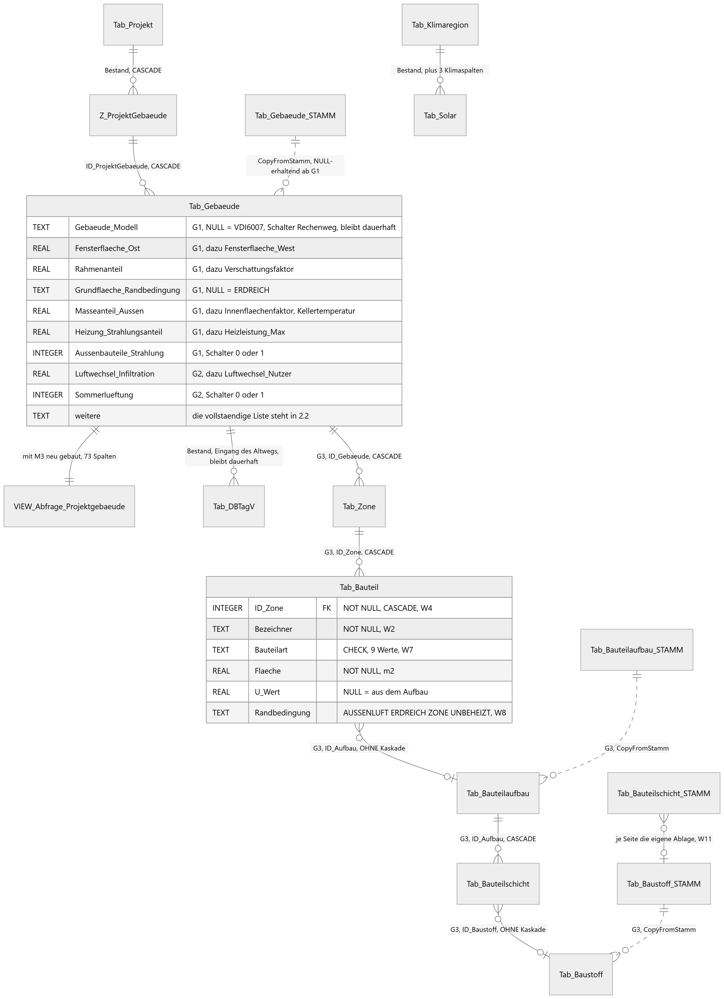 Tab_Projekt
Tab_Klimaregion
Bestand, CASCADE
Bestand, plus 3 Klimaspalten
Z_ProjektGebaeude
Tab_Gebaeude_STAMM
Tab_Solar
ID_ProjektGebaeude, CASCADE
CopyFromStamm, NULL-
erhaltend ab G1
Tab_Gebaeude
TEXT Gebaeude_Modell G1, NULL = VDI6007, Schalter Rechenweg, bleibt dauerhaft
REAL Fensterflaeche_Ost G1, dazu Fensterflaeche_West
REAL Rahmenanteil G1, dazu Verschattungsfaktor
TEXT Grundflaeche_Randbedingung G1, NULL = ERDREICH
REAL Masseanteil_Aussen G1, dazu Innenflaechenfaktor, Kellertemperatur
REAL Heizung_Strahlungsanteil G1, dazu Heizleistung_Max
INTEGER Aussenbauteile_Strahlung G1, Schalter 0 oder 1
REAL Luftwechsel_Infiltration G2, dazu Luftwechsel_Nutzer
INTEGER Sommerlueftung G2, Schalter 0 oder 1
TEXT weitere die vollstaendige Liste steht in 2.2
mit M3 neu gebaut, 73 Spalten
Bestand, Eingang des Altwegs,
bleibt dauerhaft
G3, ID_Gebaeude, CASCADE
VIEW_Abfrage_Projektgebaeude
Tab_DBTagV
Tab_Zone
G3, ID_Zone, CASCADE
Tab_Bauteil
INTEGER ID_Zone FK NOT NULL, CASCADE, W4
TEXT Bezeichner NOT NULL, W2
TEXT Bauteilart CHECK, 9 Werte, W7
REAL Flaeche NOT NULL, m2
REAL U_Wert NULL = aus dem Aufbau
TEXT Randbedingung AUSSENLUFT ERDREICH ZONE UNBEHEIZT, W8
Tab_Bauteilaufbau_STAMM
G3, ID_Aufbau, OHNE Kaskade
G3, CopyFromStamm
Tab_Bauteilaufbau
Tab_Bauteilschicht_STAMM
G3, ID_Aufbau, CASCADE
je Seite die eigene Ablage, W11
Tab_Bauteilschicht
Tab_Baustoff_STAMM
G3, ID_Baustoff, OHNE Kaskade
G3, CopyFromStamm
Tab_Baustoff